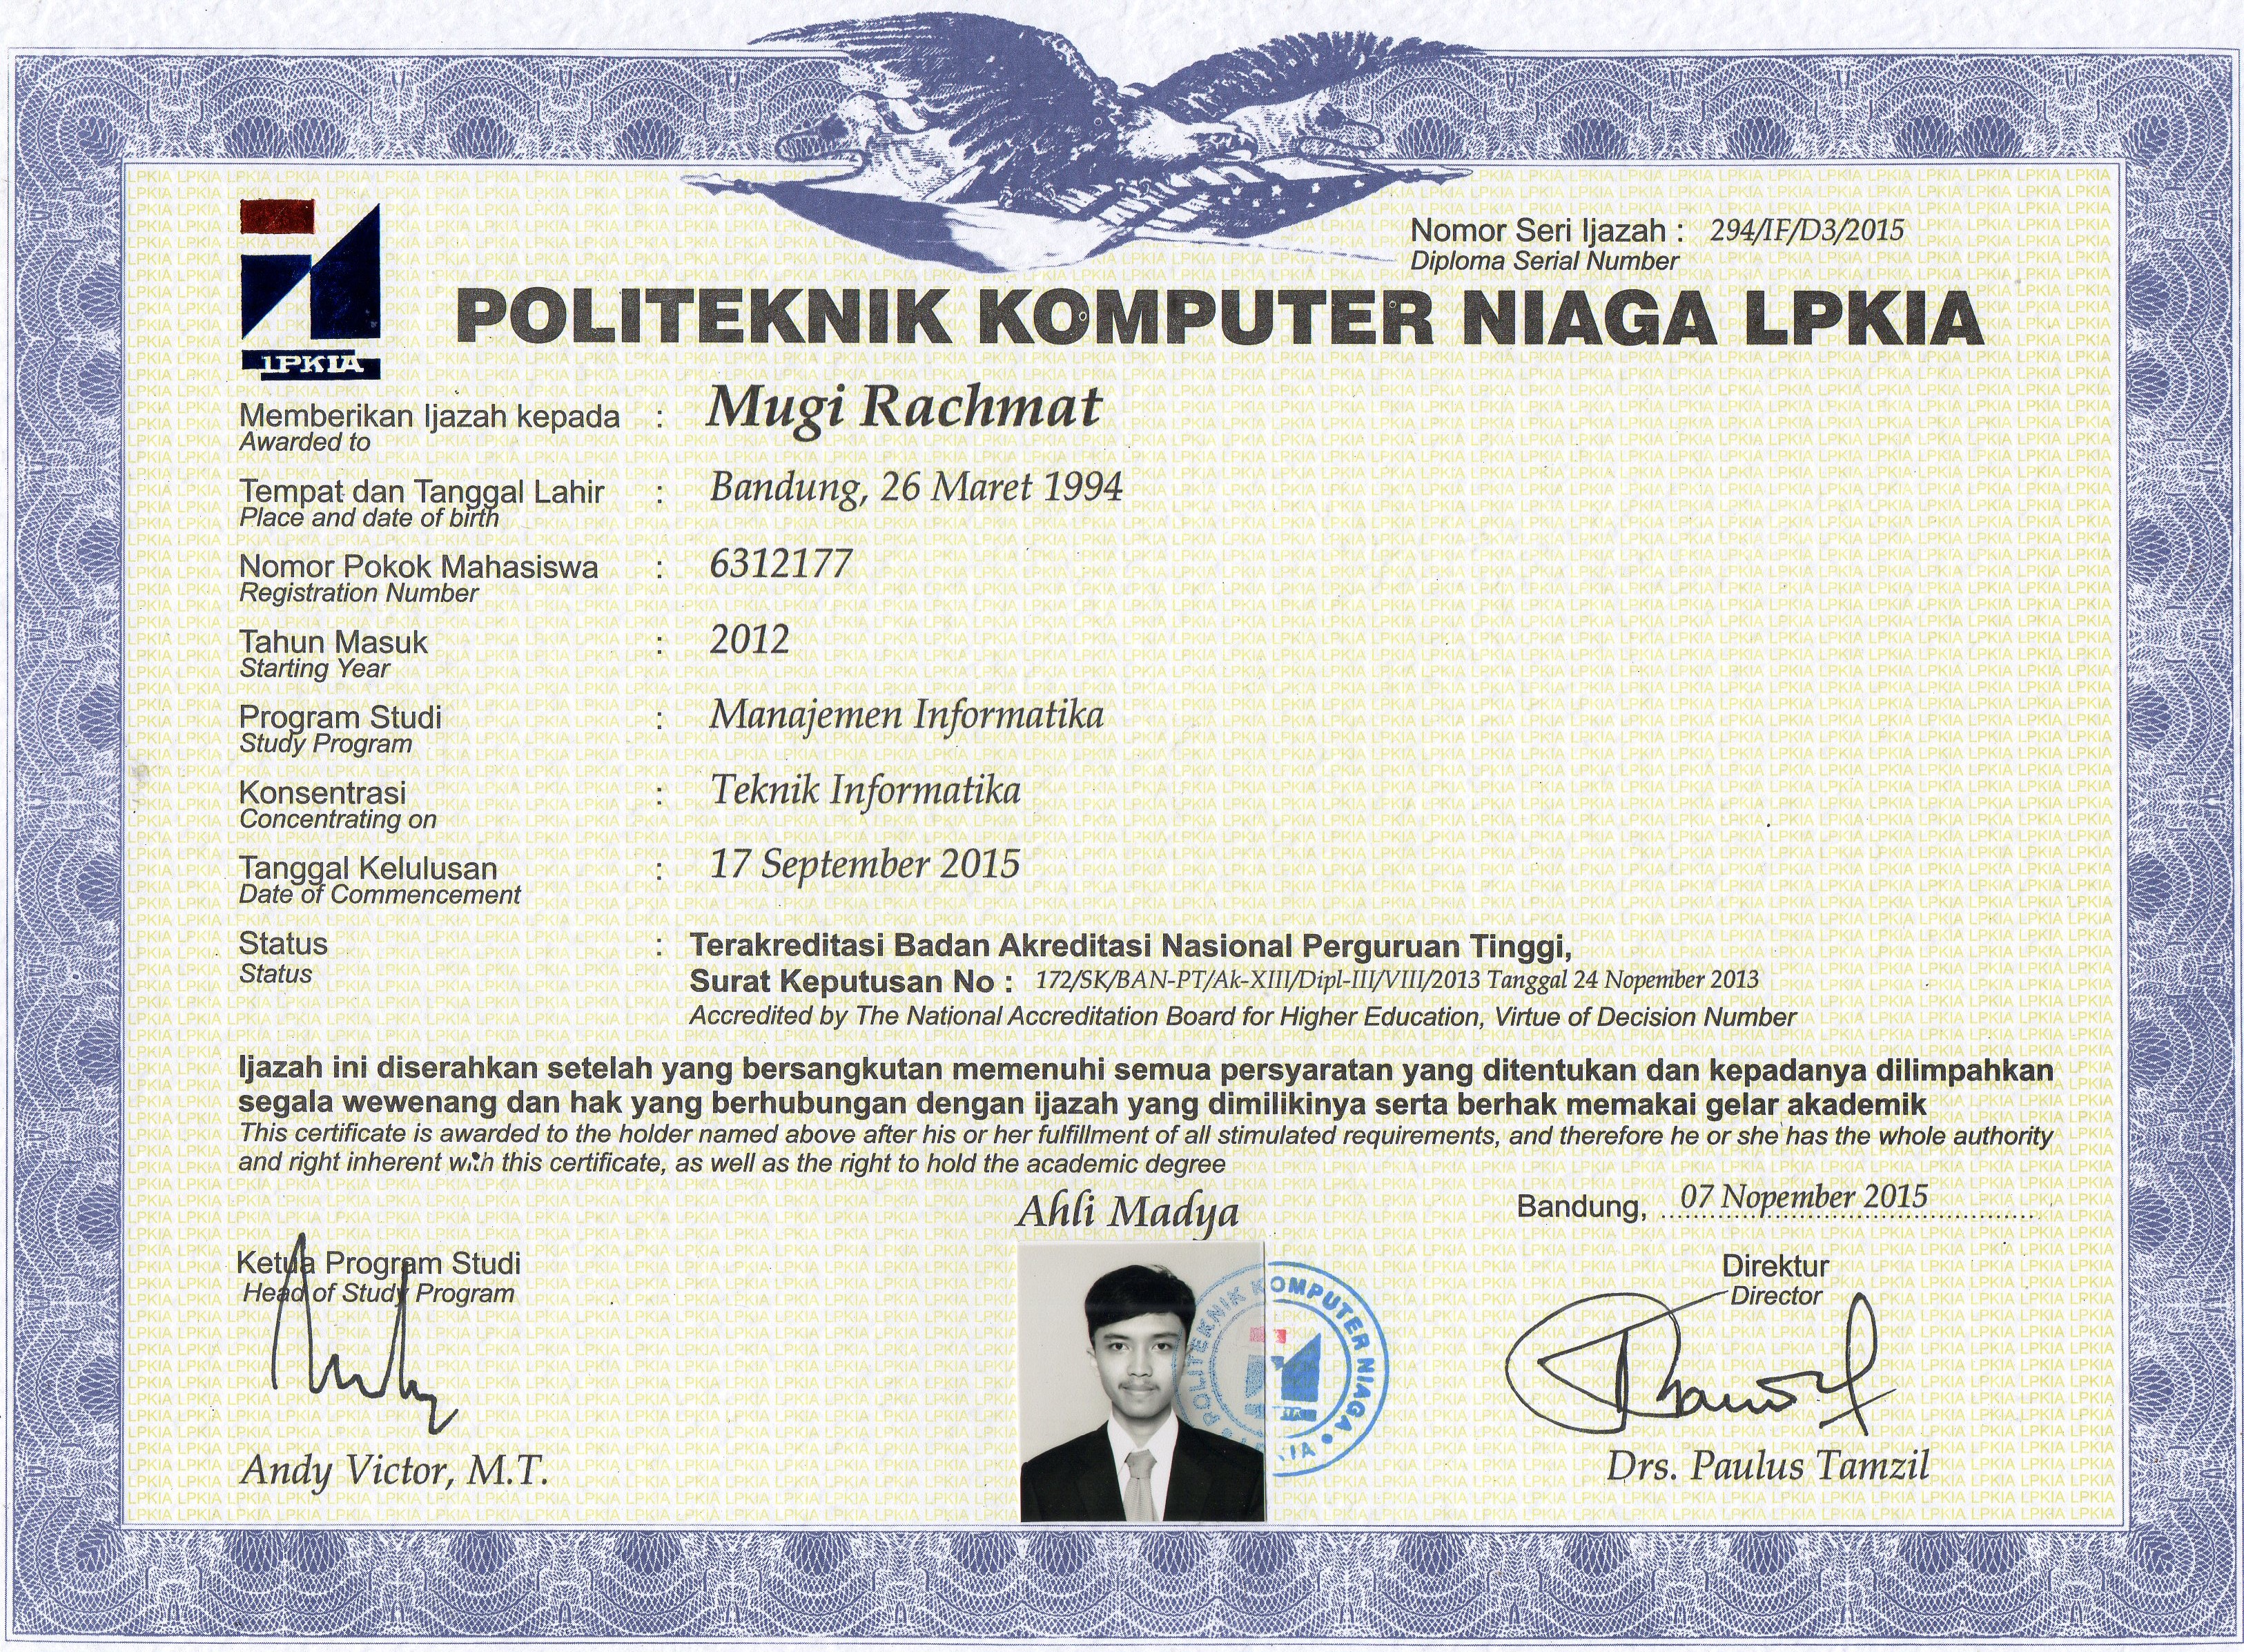 Nomor Seri Ijazah : 294/IF/D3/2015
Diploma Serial Number
LPKIA
POLITEKNIK KOMPUTER NIAGA LPKIA
Memberikan Ijazah kepada : Mugi Rachmat
Awarded to
Tempat dan Tanggal Lahir : Bandung, 26 Maret 1994
Place and date of birth
Nomor Pokok Mahasiswa : 6312177
Registration Number
Tahun Masuk : 2012
Starting Year
Program Studi : Manajemen Informatika
Study Program
Konsentrasi : Teknik Informatika
Concentrating on
Tanggal Kelulusan : 17 September 2015
Date of Commencement
Status : Terakreditasi Badan Akreditasi Nasional Perguruan Tinggi,
Status
Surat Keputusan No : 172/SK/BAN-PT/Ak-XIII/Dipl-III/VIII/2013 Tanggal 24 Nopember 2013
Accredited by The National Accreditation Board for Higher Education, Virtue of Decision Number
Ijazah ini diserahkan setelah yang bersangkutan memenuhi semua persyaratan yang ditentukan dan kepadanya dilimpahkan
segala wewenang dan hak yang berhubungan dengan ijazah yang dimilikinya serta berhak memakai gelar akademik
This certificate is awarded to the holder named above after his or her fulfillment of all stimulated requirements, and therefore he or she has the whole authority
and right inherent with this certificate, as well as the right to hold the academic degree
Ahli Madya
Bandung, 07 Nopember 2015
Ketua Program Studi
Head of Study Program
Direktur
Director
POLITEKNIK KOMPUTER NIAGA
Andy Victor, M.T.
Drs. Paulus Tamzil